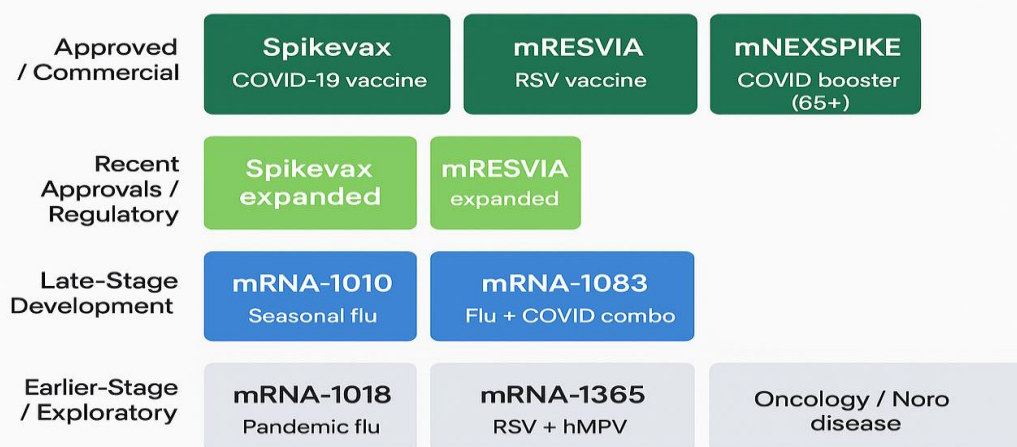 Approved
/ Commercial
Spikevax
COVID-19 vaccine
mRESVIA
RSV vaccine
mNEXSPIKE
COVID booster
(65+)
Recent
Approvals /
Regulatory
Spikevax
expanded
mRESVIA
expanded
Late-Stage
Development
mRNA-1010
Seasonal flu
mRNA-1083
Flu + COVID combo
Earlier-Stage
/ Exploratory
mRNA-1018
Pandemic flu
mRNA-1365
RSV + hMPV
Oncology / Noro
disease